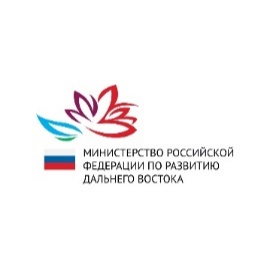 МИНИСТЕРСТВО РОССИЙСКОЙ
ФЕДЕРАЦИИ ПО РАЗВИТИЮ
ДАЛЬНЕГО ВОСТОКА